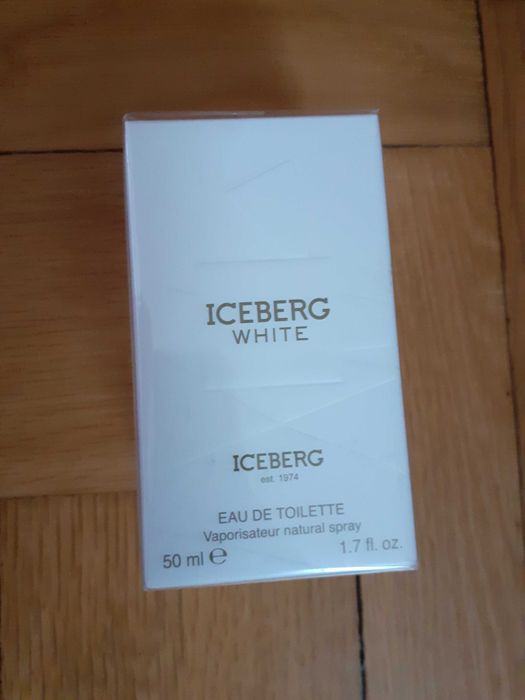 ICEBERG
WHITE
ICEBERG
est. 1974
EAU DE TOILETTE
Vaporisateur natural spray
50 ml ℮ 1.7 fl. oz.